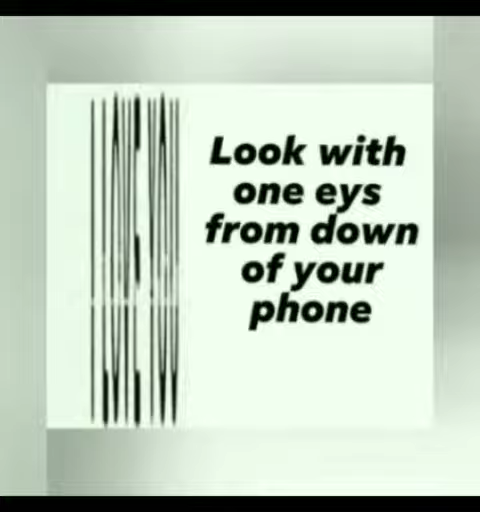 Look with
one eys
from down
of your
phone